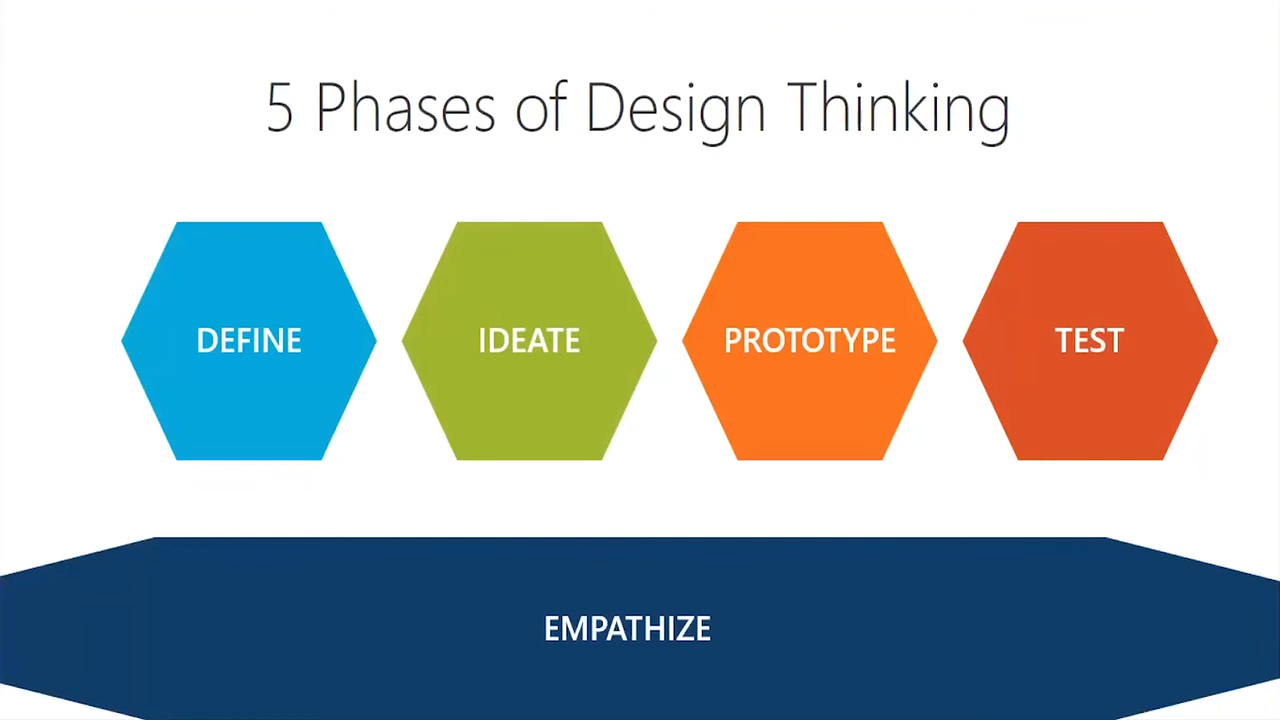 5 Phases of Design Thinking
DEFINE
IDEATE
PROTOTYPE
TEST
EMPATHIZE